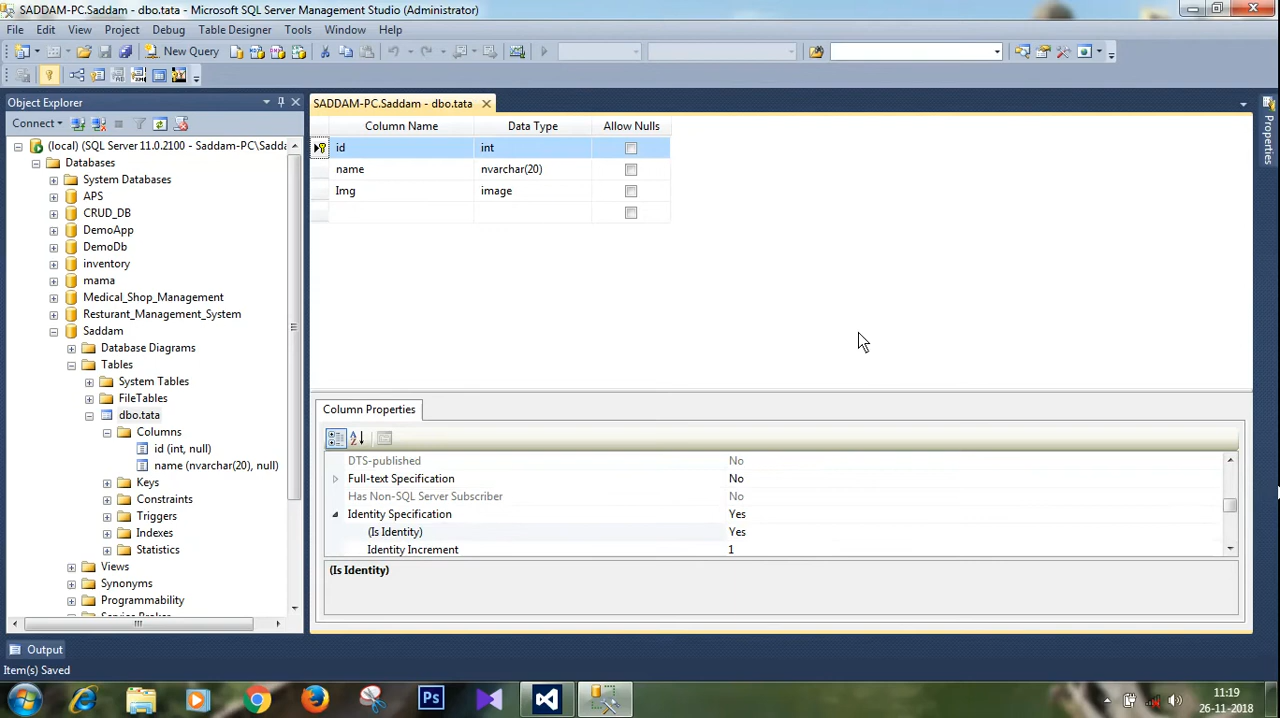 SADDAM-PC.Saddam - dbo.tata - Microsoft SQL Server Management Studio (Administrator)
File Edit View Project Debug Table Designer Tools Window Help
New Query
Object Explorer
SADDAM-PC.Saddam - dbo.tata
Connect
Column Name Data Type Allow Nulls
(local) (SQL Server 11.0.2100 - Saddam-PC\Sadda
id int
Databases
name nvarchar(20)
System Databases
Img image
APS
CRUD_DB
DemoApp
DemoDb
inventory
mama
Medical_Shop_Management
Resturant_Management_System
Saddam
Database Diagrams
Tables
System Tables
FileTables
dbo.tata
Columns
id (int, null)
name (nvarchar(20), null)
Keys
Constraints
Triggers
Indexes
Statistics
Views
Synonyms
Programmability
Service Broker
Column Properties
DTS-published No
Full-text Specification No
Has Non-SQL Server Subscriber No
Identity Specification Yes
(Is Identity) Yes
Identity Increment 1
(Is Identity)
Properties
Output
Item(s) Saved
Ps
11:19
26-11-2018